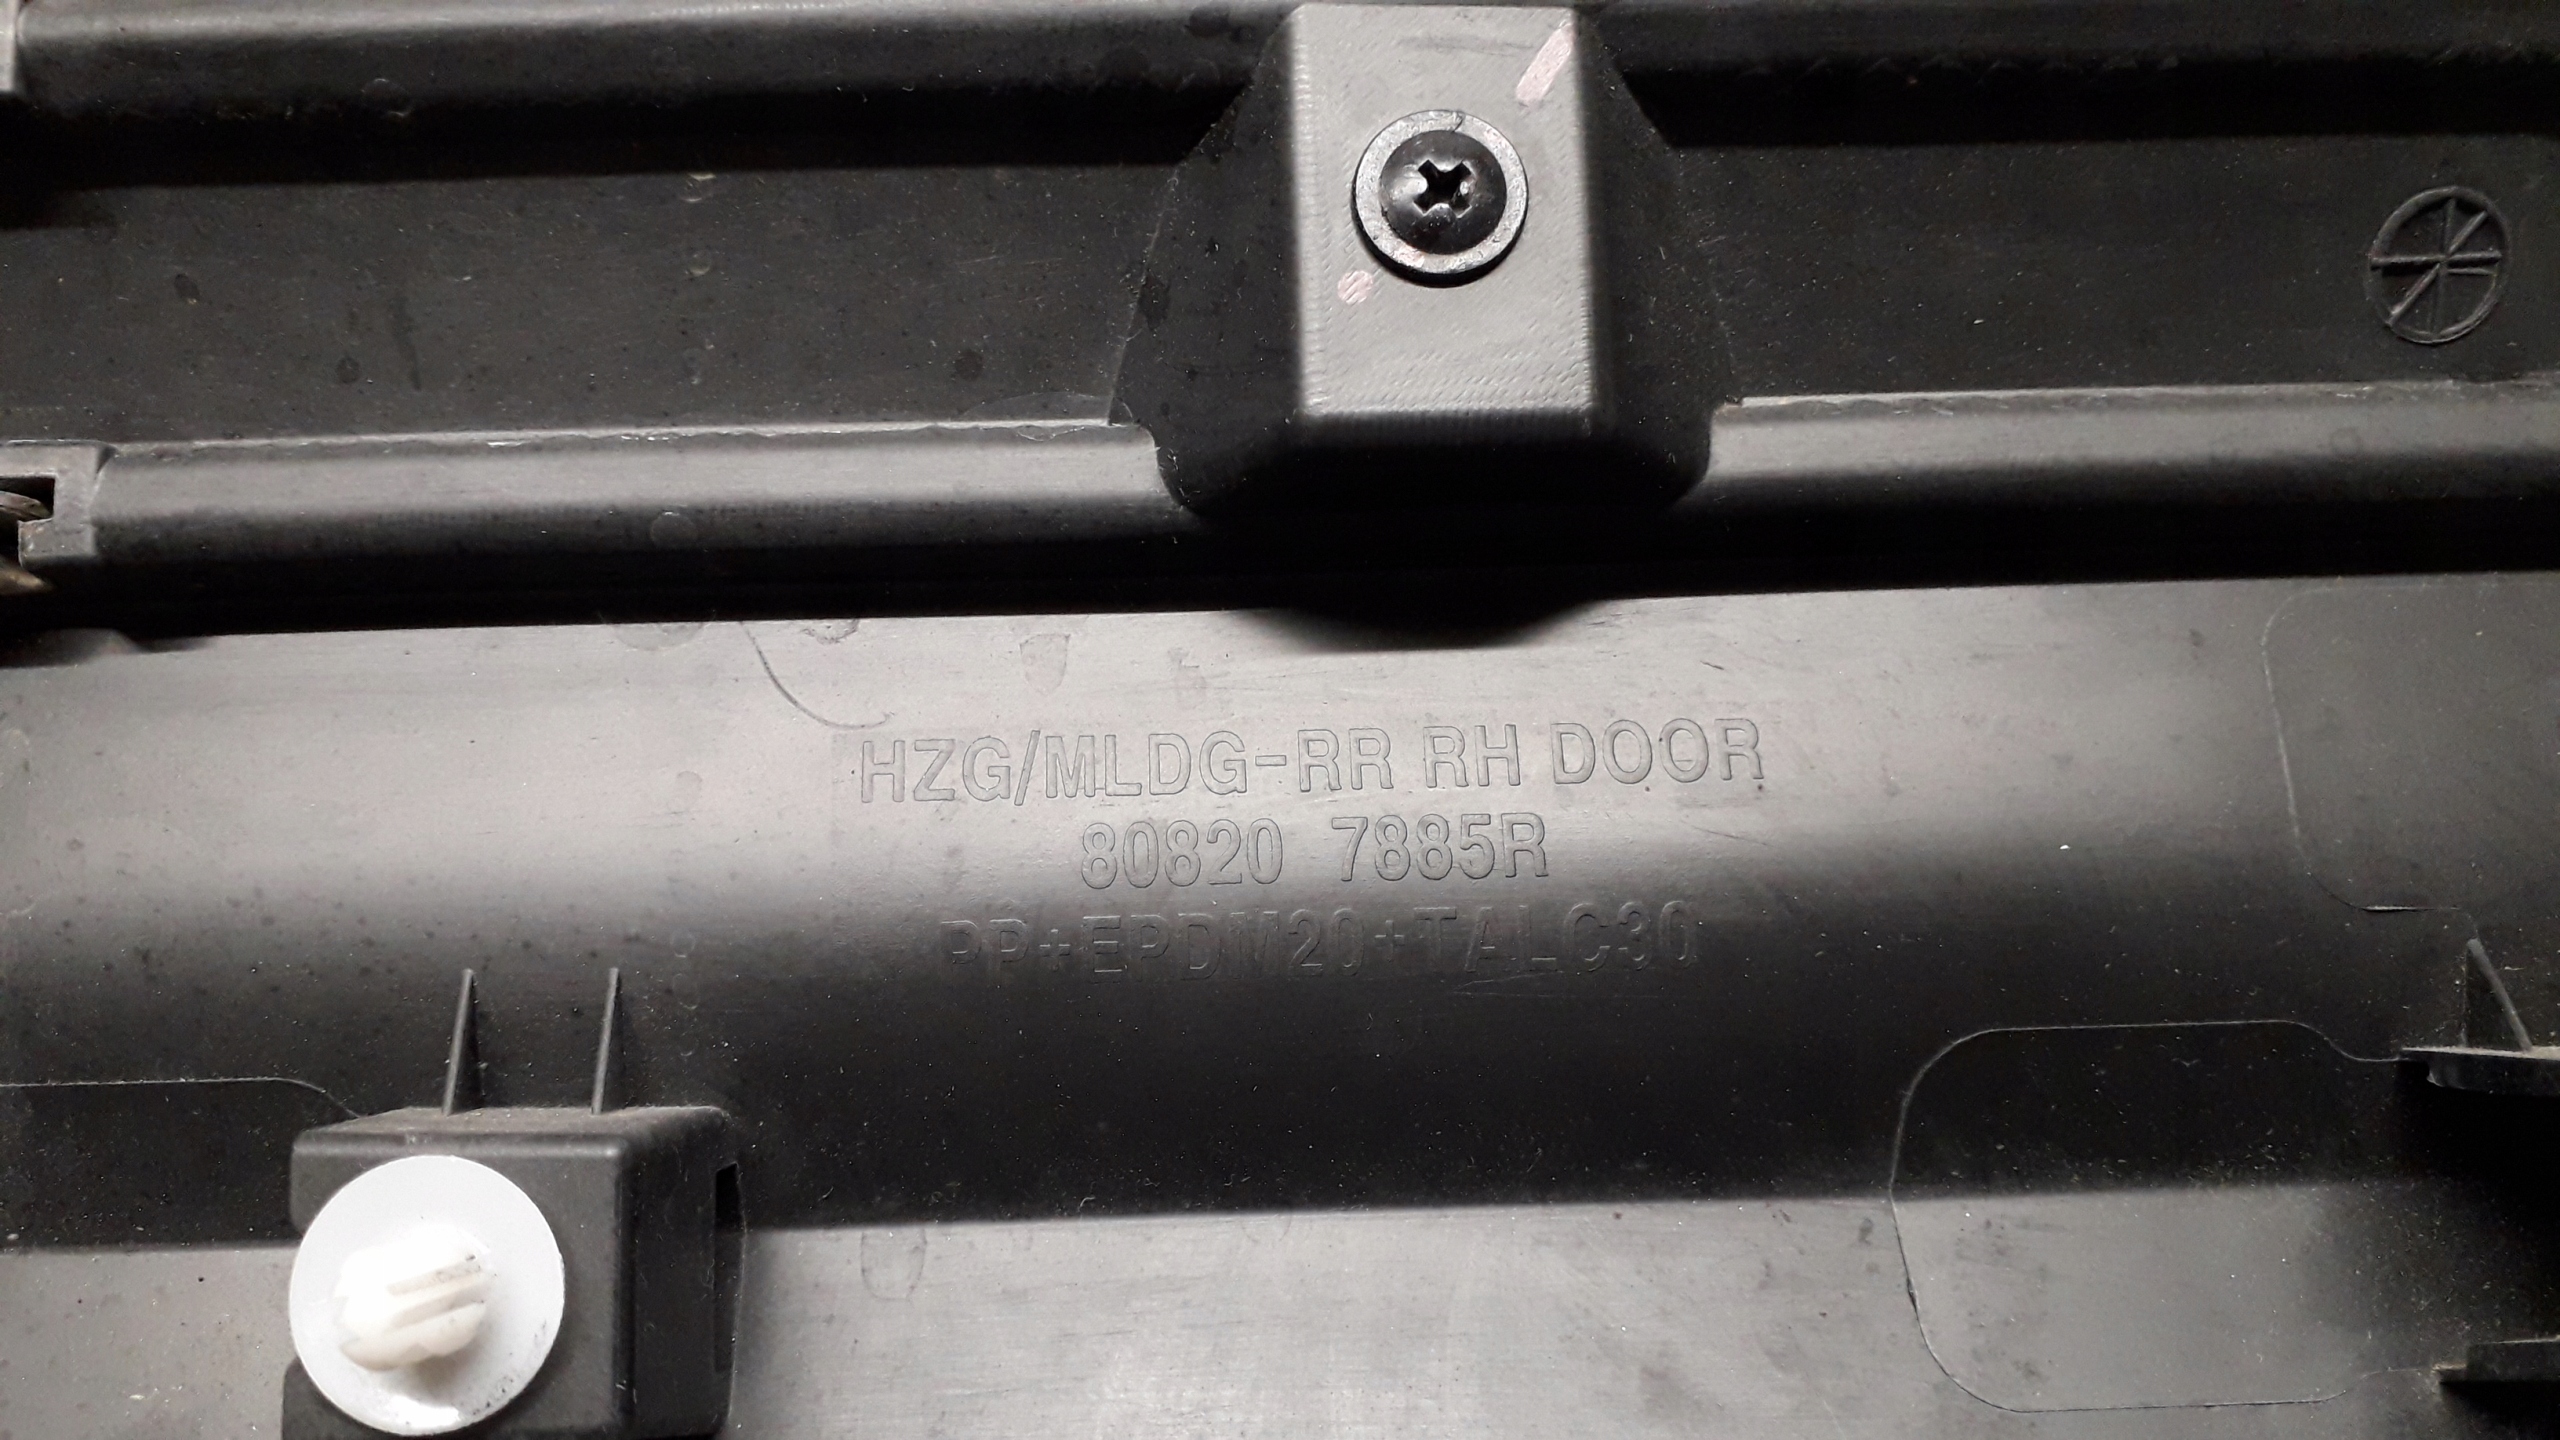 HZG/MLDG-RR RH DOOR
80820 7885R
PP+EPDM20+TALC30